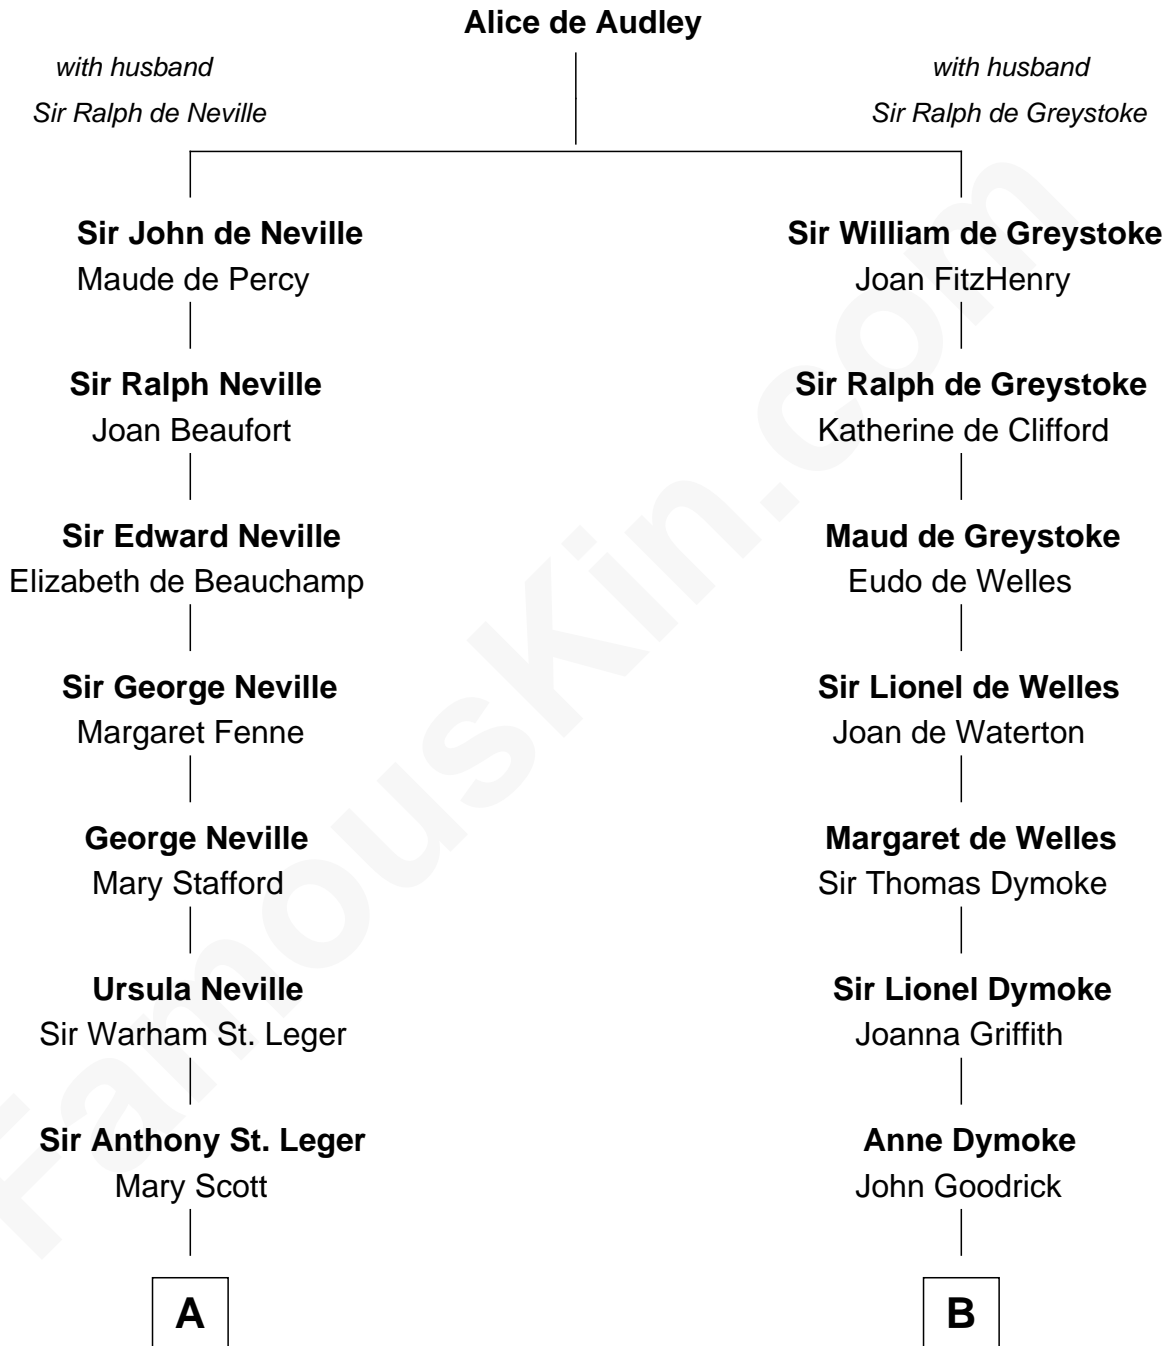 Alice de Audley
with husband
Sir Ralph de Neville
with husband
Sir Ralph de Greystoke
Sir John de Neville
Maude de Percy
Sir William de Greystoke
Joan FitzHenry
Sir Ralph Neville
Joan Beaufort
Sir Ralph de Greystoke
Katherine de Clifford
Sir Edward Neville
Elizabeth de Beauchamp
Maud de Greystoke
Eudo de Welles
Sir George Neville
Margaret Fenne
Sir Lionel de Welles
Joan de Waterton
George Neville
Mary Stafford
Margaret de Welles
Sir Thomas Dymoke
Ursula Neville
Sir Warham St. Leger
Sir Lionel Dymoke
Joanna Griffith
Sir Anthony St. Leger
Mary Scott
Anne Dymoke
John Goodrick
A
B
FamousKin.com